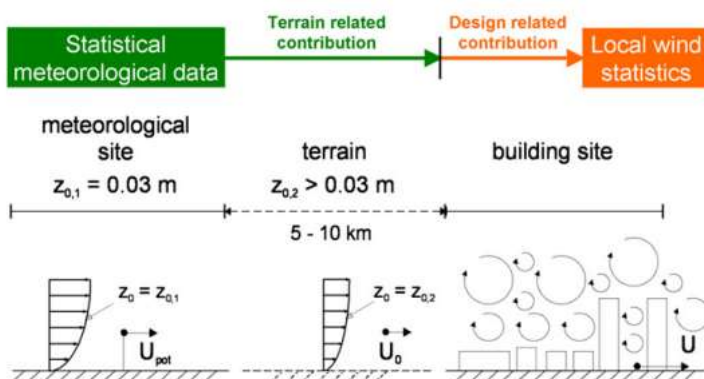 Statistical
meteorological data
Terrain related
contribution
Design related
contribution
Local wind
statistics
meteorological
site
z₀,₁ = 0.03 m
terrain
z₀,₂ > 0.03 m
building site
5 - 10 km
z₀ = z₀,₁
U_pot
z₀ = z₀,₂
U₀
U